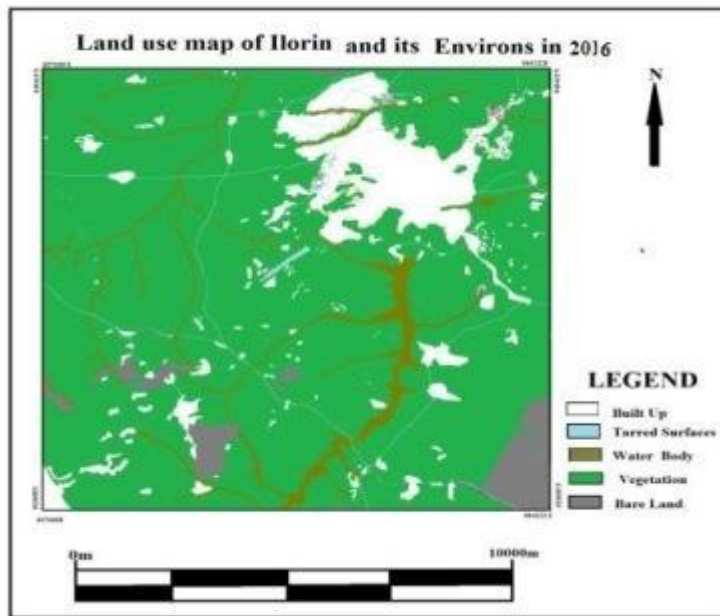 Land use map of Ilorin and its Environs in 2016
N
LEGEND
Built Up
Tarred Surfaces
Water Body
Vegetation
Bare Land
0m 10000m